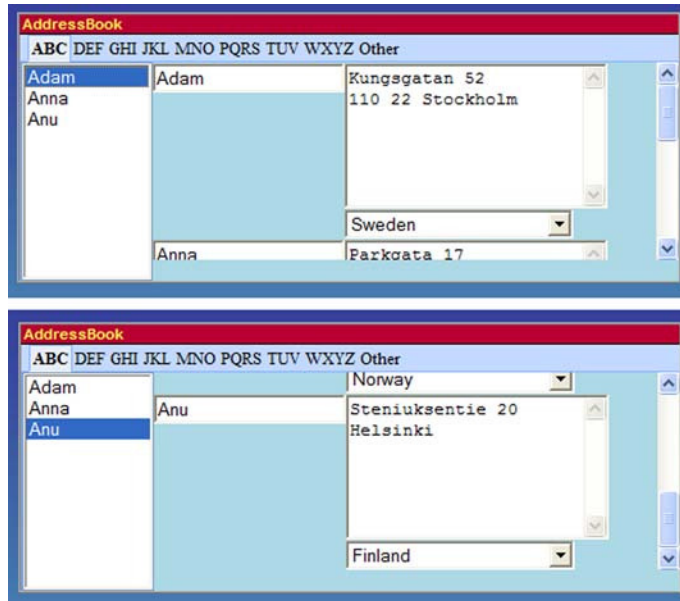 AddressBook
ABC DEF GHI JKL MNO PQRS TUV WXYZ Other
Adam
Anna
Anu
Adam
Kungsgatan 52
110 22 Stockholm
Sweden
Anna
Parkgata 17
AddressBook
ABC DEF GHI JKL MNO PQRS TUV WXYZ Other
Adam
Anna
Anu
Norway
Anu
Steniuksentie 20
Helsinki
Finland